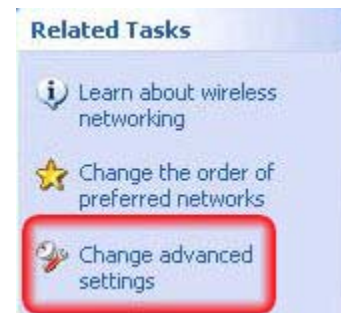 Related Tasks
Learn about wireless
networking
Change the order of
preferred networks
Change advanced
settings